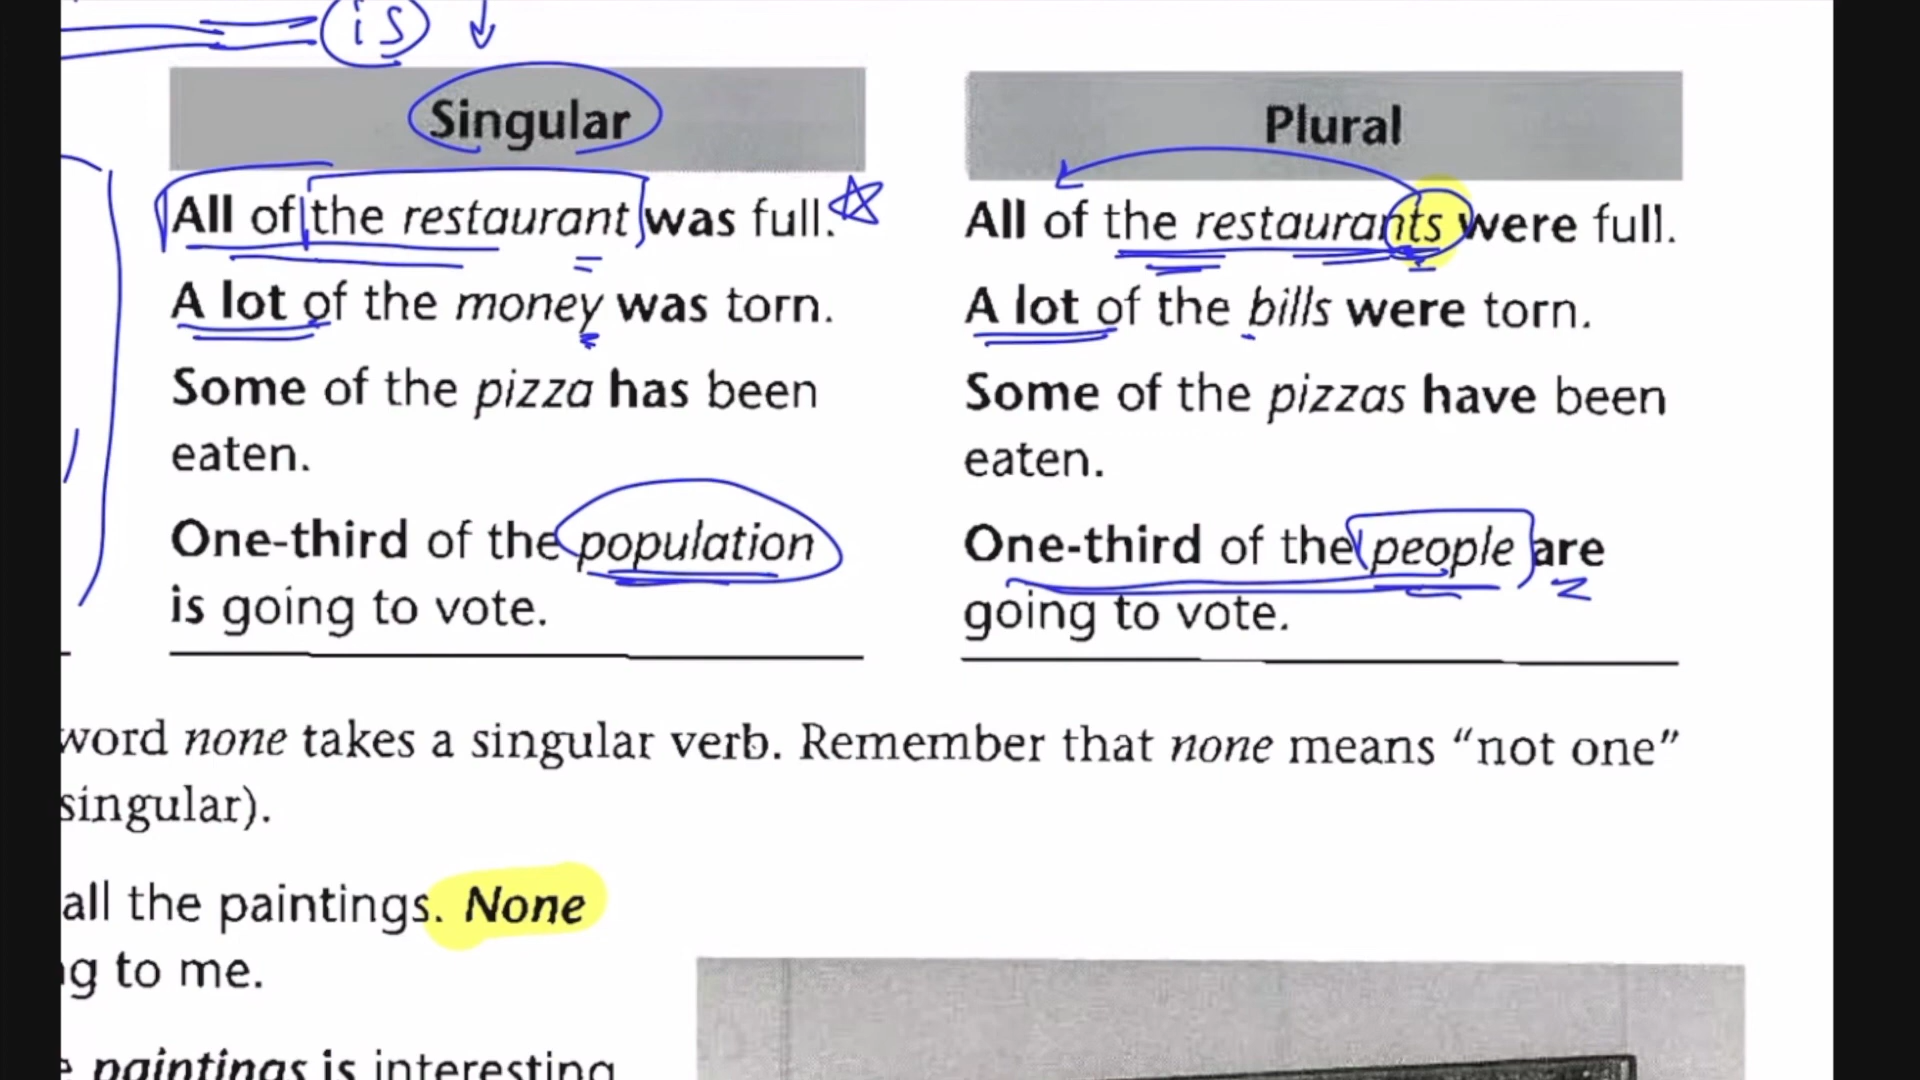 is
Singular
All of the restaurant was full.
A lot of the money was torn.
Some of the pizza has been
eaten.
One-third of the population
is going to vote.
Plural
All of the restaurants were full.
A lot of the bills were torn.
Some of the pizzas have been
eaten.
One-third of the people are
going to vote.
word none takes a singular verb. Remember that none means “not one”
singular).
all the paintings. None
to me.
paintings is interesting